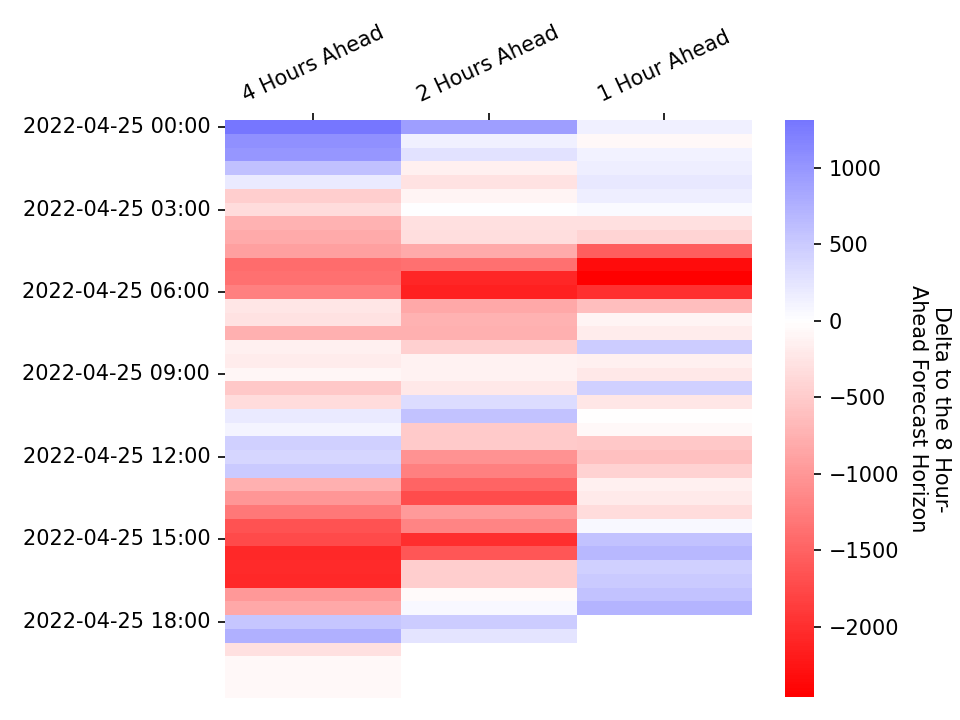 4 Hours Ahead
2 Hours Ahead
1 Hour Ahead
2022-04-25 00:00
2022-04-25 03:00
2022-04-25 06:00
2022-04-25 09:00
2022-04-25 12:00
2022-04-25 15:00
2022-04-25 18:00
1000
500
0
−500
−1000
−1500
−2000
Delta to the 8 Hour-
Ahead Forecast Horizon